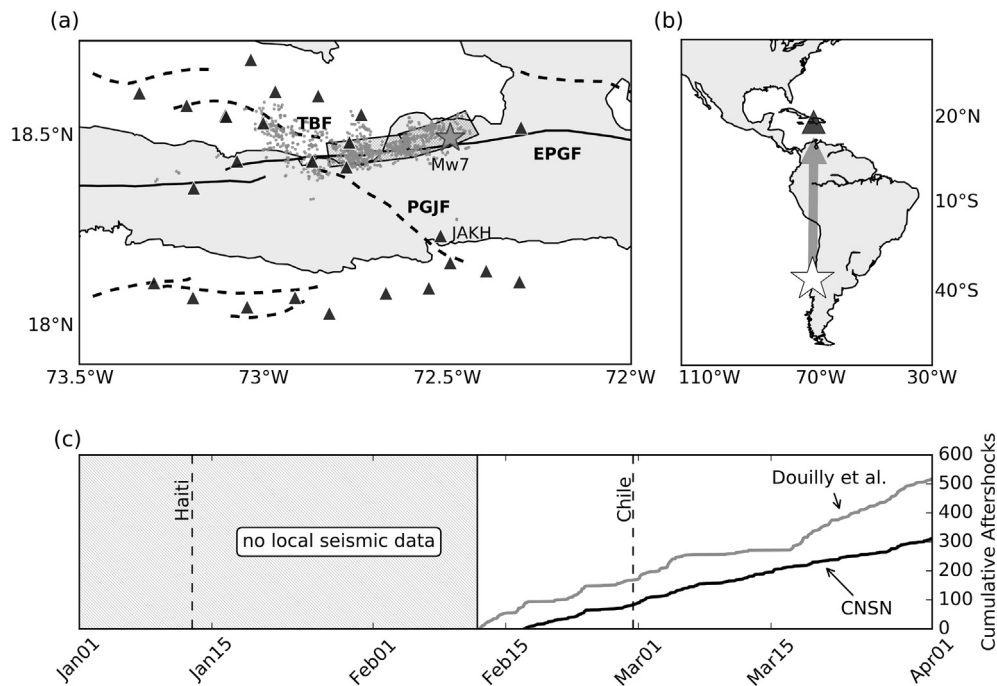 (a)
(b)
TBF
18.5°N
EPGF
Mw7
PGJF
JAKH
18°N
73.5°W
73°W
72.5°W
72°W
20°N
10°S
40°S
110°W
70°W
30°W
(c)
Haiti
no local seismic data
Chile
Douilly et al.
CNSN
600
500
400
300
200
100
0
Cumulative Aftershocks
Jan01
Jan15
Feb01
Feb15
Mar01
Mar15
Apr01